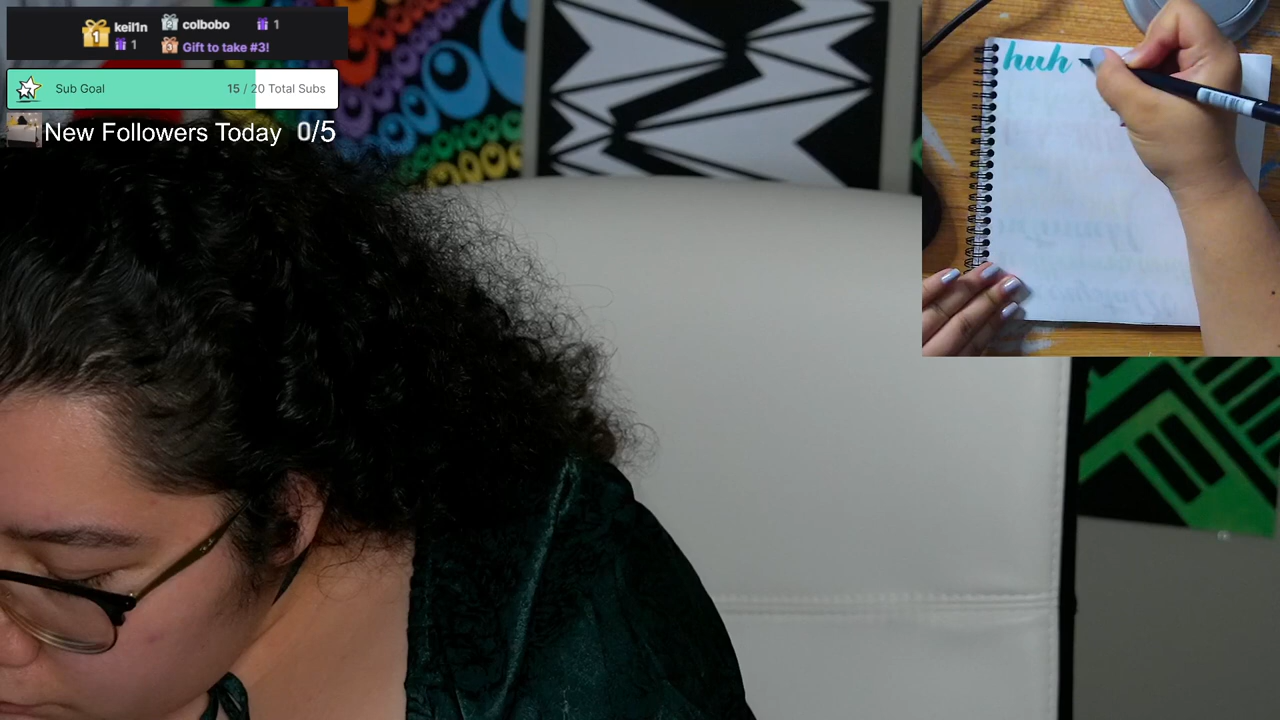 keil1n
1
colbobo
1
Gift to take #3!
Sub Goal
15 / 20 Total Subs
New Followers Today 0/5
huh